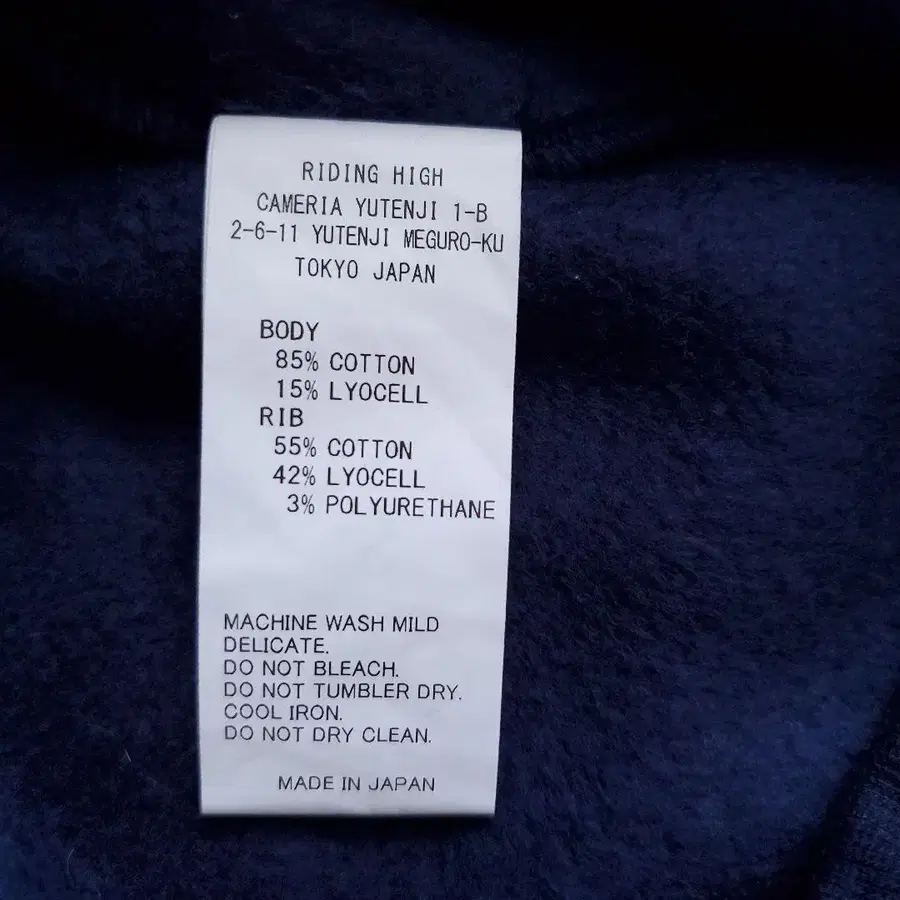 RIDING HIGH
CAMERIA YUTENJI 1-B
2-6-11 YUTENJI MEGURO-KU
TOKYO JAPAN
BODY
85% COTTON
15% LYOCELL
RIB
55% COTTON
42% LYOCELL
3% POLYURETHANE
MACHINE WASH MILD
DELICATE.
DO NOT BLEACH.
DO NOT TUMBLER DRY.
COOL IRON.
DO NOT DRY CLEAN.
MADE IN JAPAN